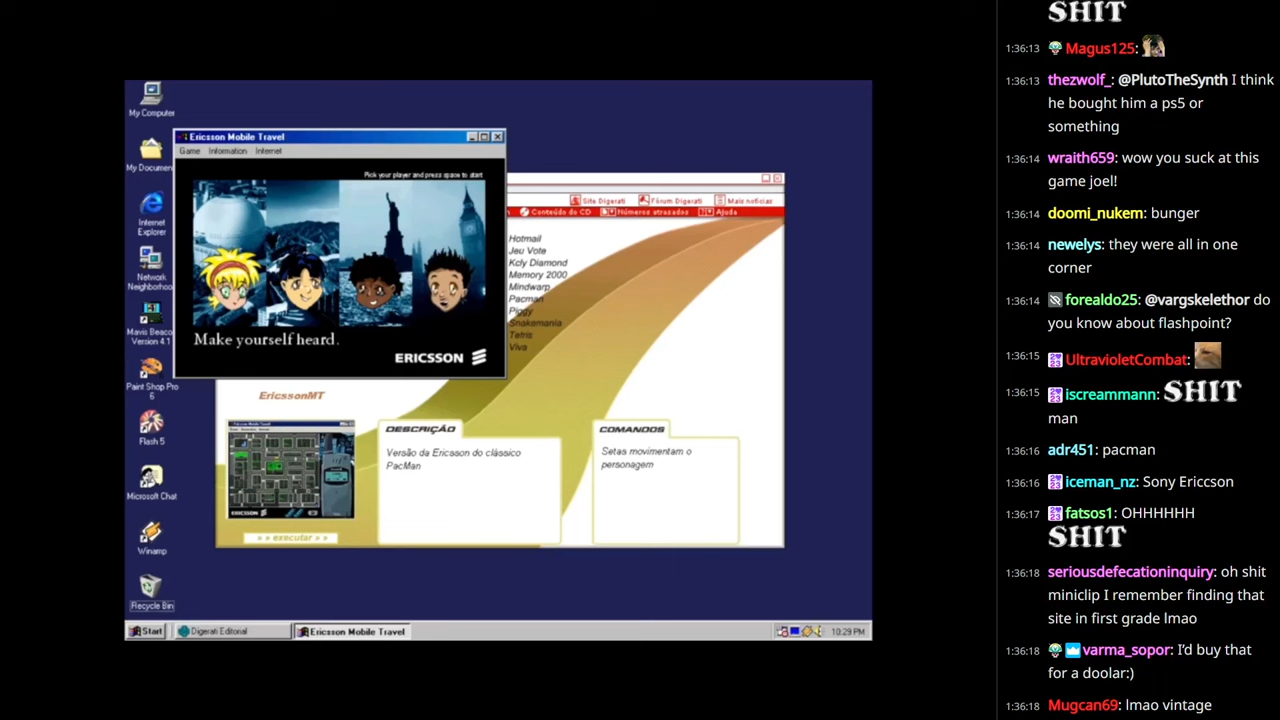 My Computer
My Documen
Internet
Explorer
Network
Neighborhoo
Mavis Beaco
Version 4.1
Paint Shop Pro
6
Flash 5
Microsoft Chat
Winamp
Recycle Bin
Ericsson Mobile Travel
Game Information Internet
Pick your player and press space to start
Make yourself heard.
ERICSSON
Site Digerati Fórum Digerati Mais notícias
Conteúdo do CD Números atrasados Ajuda
Hotmail
Jeu Vote
Kcly Diamond
Memory 2000
Mindwarp
Pacman
Piggy
Snakemania
Tetris
Viva
EricssonMT
» » executar » »
DESCRIÇÃO
Versão da Ericsson do clássico
PacMan
COMANDOS
Setas movimentam o
personagem
Start Digerati Editorial Ericsson Mobile Travel 10:29 PM
SHIT
1:36:13 Magus125:
1:36:13 thezwolf_: @PlutoTheSynth I think
he bought him a ps5 or
something
1:36:14 wraith659: wow you suck at this
game joel!
1:36:14 doomi_nukem: bunger
1:36:14 newelys: they were all in one
corner
1:36:14 forealdo25: @vargskelethor do
you know about flashpoint?
1:36:15 UltravioletCombat:
1:36:15 iscreammann: SHIT
man
1:36:16 adr451: pacman
1:36:16 iceman_nz: Sony Ericcson
1:36:17 fatsos1: OHHHHHH
SHIT
1:36:18 seriousdefecationinquiry: oh shit
miniclip I remember finding that
site in first grade lmao
1:36:18 varma_sopor: I'd buy that
for a doolar:)
1:36:18 Mugcan69: lmao vintage